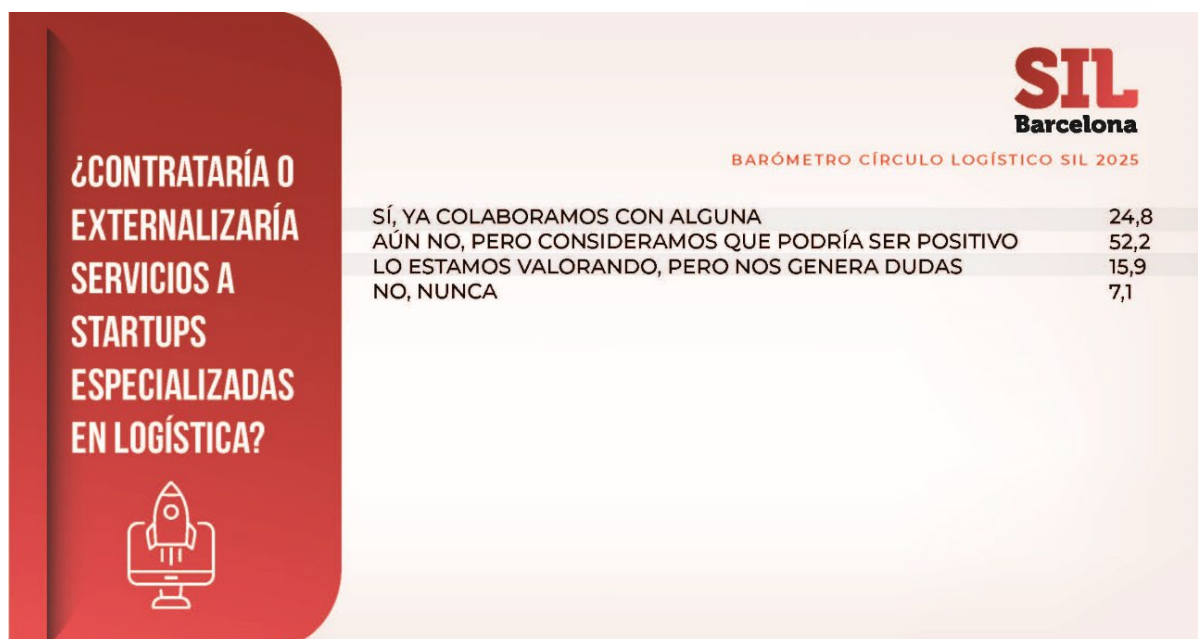 ¿CONTRATARÍA O
EXTERNALIZARÍA
SERVICIOS A
STARTUPS
ESPECIALIZADAS
EN LOGÍSTICA?
SIL
Barcelona
BARÓMETRO CÍRCULO LOGÍSTICO SIL 2025
SÍ, YA COLABORAMOS CON ALGUNA 24,8
AÚN NO, PERO CONSIDERAMOS QUE PODRÍA SER POSITIVO 52,2
LO ESTAMOS VALORANDO, PERO NOS GENERA DUDAS 15,9
NO, NUNCA 7,1